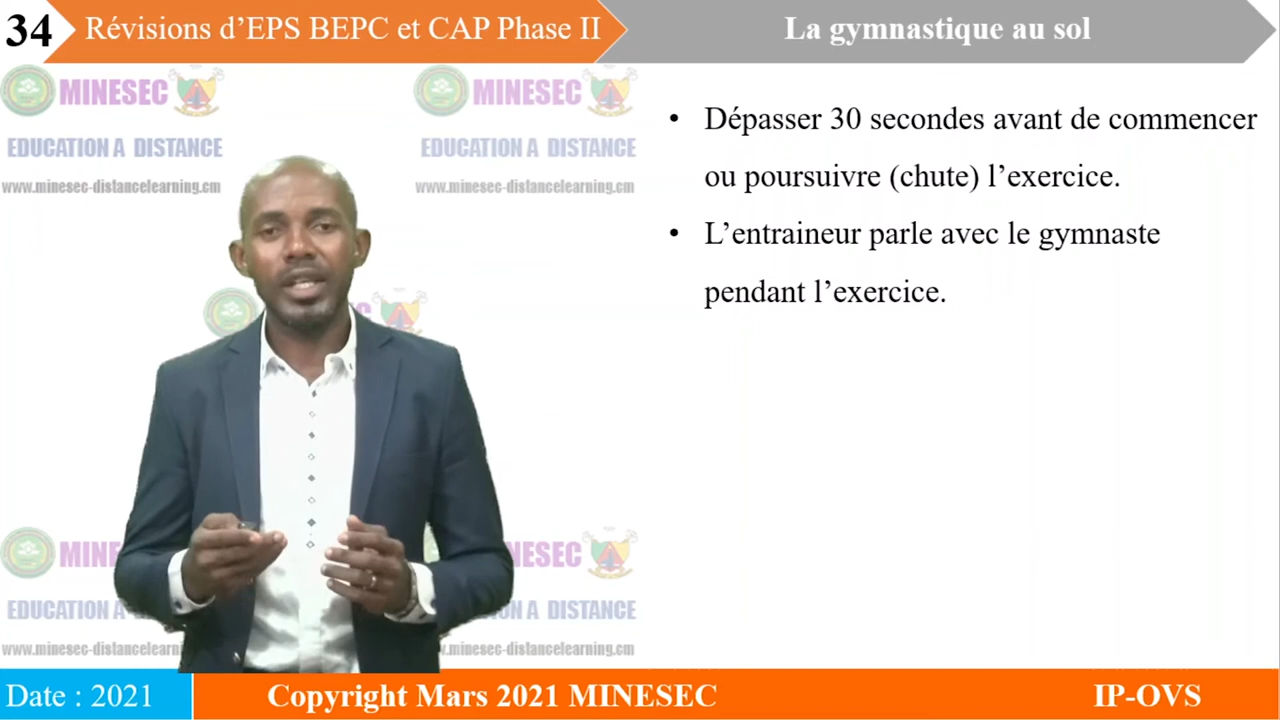 34
Révisions d’EPS BEPC et CAP Phase II
La gymnastique au sol
MINESEC
MINESEC
EDUCATION A DISTANCE
EDUCATION A DISTANCE
www.minesec-distancelearning.cm
www.minesec-distancelearning.cm
• Dépasser 30 secondes avant de commencer
ou poursuivre (chute) l’exercice.
• L’entraineur parle avec le gymnaste
pendant l’exercice.
Date : 2021
Copyright Mars 2021 MINESEC
IP-OVS